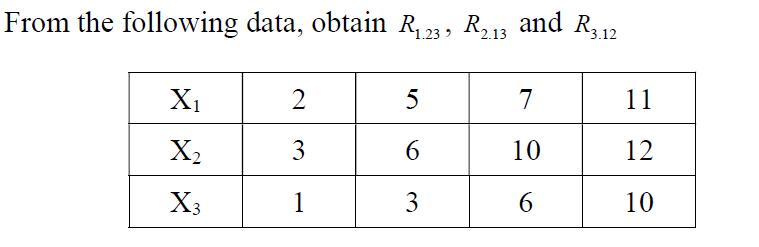 From the following data, obtain R1.23, R2.13 and R3.12
X1 2 5 7 11
X2 3 6 10 12
X3 1 3 6 10